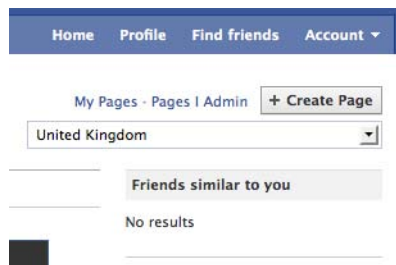 Home Profile Find friends Account
My Pages · Pages I Admin + Create Page
United Kingdom
Friends similar to you
No results